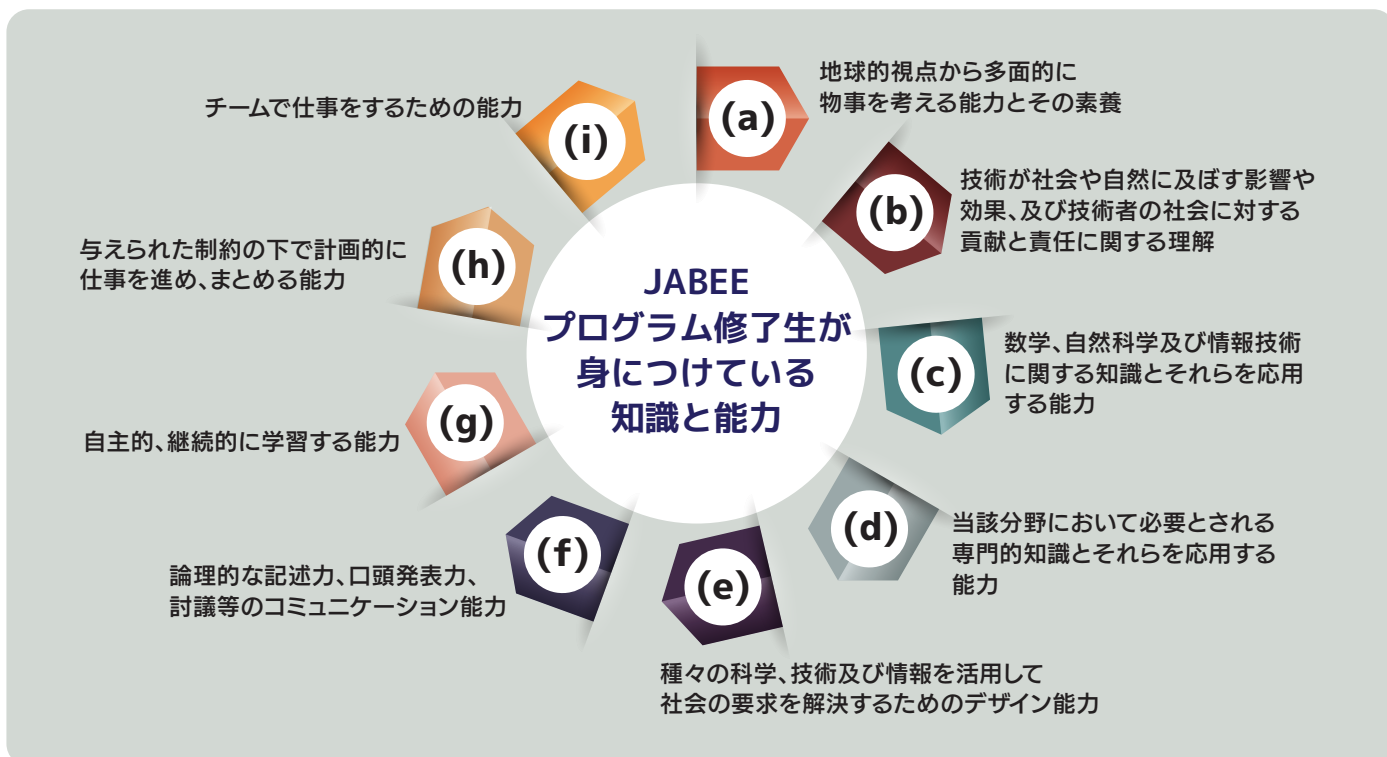 JABEE
プログラム修了生が
身につけている
知識と能力
(a)
地球的視点から多面的に
物事を考える能力とその素養
(b)
技術が社会や自然に及ぼす影響や
効果、及び技術者の社会に対する
貢献と責任に関する理解
(c)
数学、自然科学及び情報技術
に関する知識とそれらを応用
する能力
(d)
当該分野において必要とされる
専門的知識とそれらを応用する
能力
(e)
種々の科学、技術及び情報を活用して
社会の要求を解決するためのデザイン能力
(f)
論理的な記述力、口頭発表力、
討議等のコミュニケーション能力
(g)
自主的、継続的に学習する能力
(h)
与えられた制約の下で計画的に
仕事を進め、まとめる能力
(i)
チームで仕事をするための能力